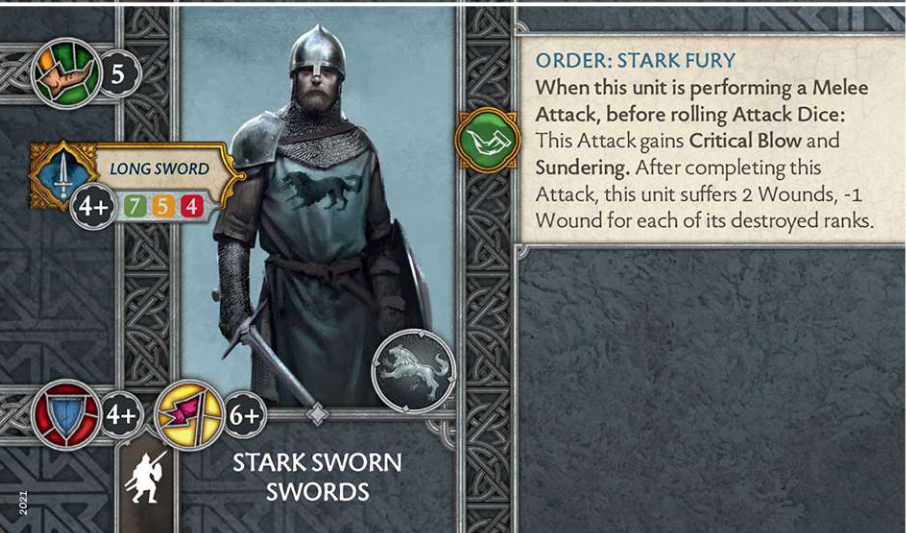 5
LONG SWORD
4+ 7 5 4
4+ 6+
STARK SWORN
SWORDS
2021
ORDER: STARK FURY
When this unit is performing a Melee
Attack, before rolling Attack Dice:
This Attack gains Critical Blow and
Sundering. After completing this
Attack, this unit suffers 2 Wounds, -1
Wound for each of its destroyed ranks.